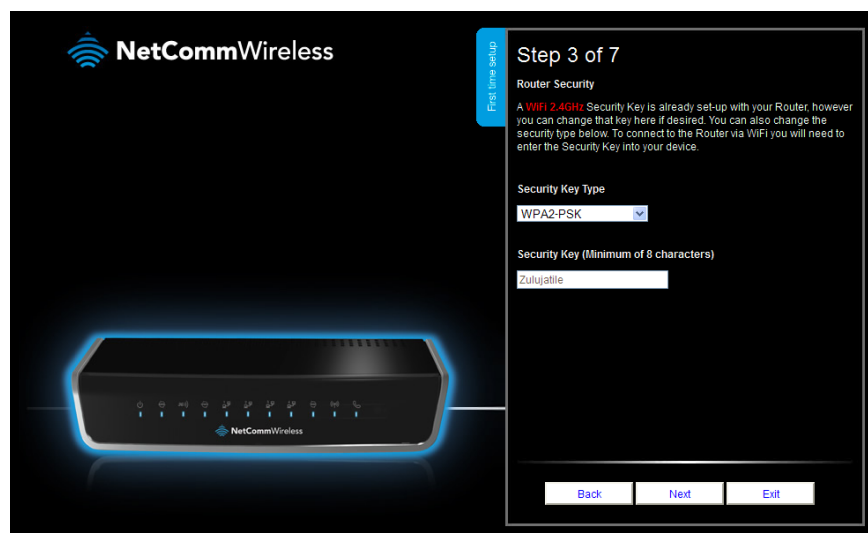 NetCommWireless
First time setup
Step 3 of 7
Router Security
A WiFi 2.4GHz Security Key is already set-up with your Router, however
you can change that key here if desired. You can also change the
security type below. To connect to the Router via WiFi you will need to
enter the Security Key into your device.
Security Key Type
WPA2-PSK
Security Key (Minimum of 8 characters)
Zulujatile
NetCommWireless
Back
Next
Exit